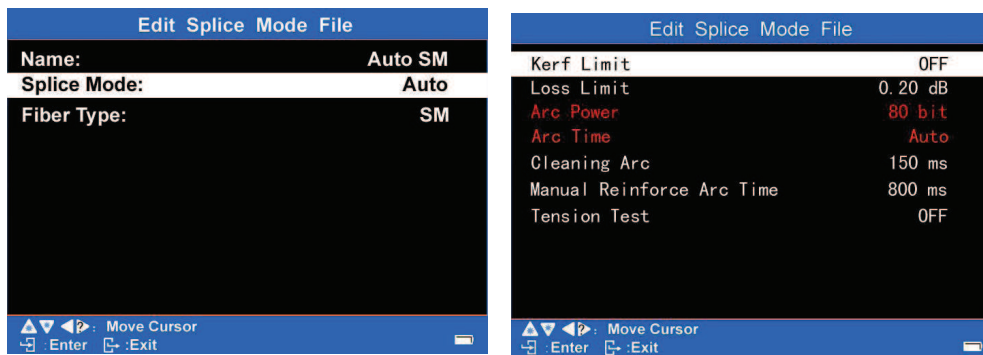 Edit Splice Mode File
Name: Auto SM
Splice Mode: Auto
Fiber Type: SM
?: Move Cursor
:Enter :Exit
Edit Splice Mode File
Kerf Limit OFF
Loss Limit 0.20 dB
Arc Power 80 bit
Arc Time Auto
Cleaning Arc 150 ms
Manual Reinforce Arc Time 800 ms
Tension Test OFF
?: Move Cursor
:Enter :Exit